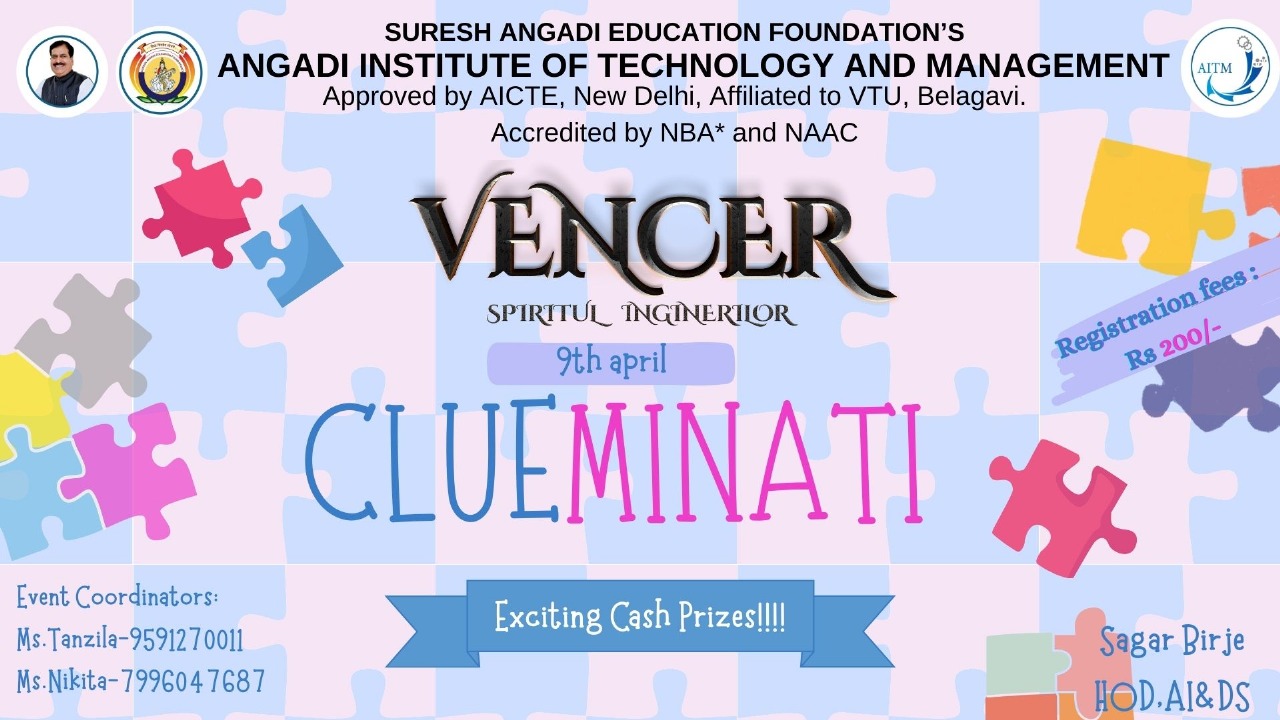 SURESH ANGADI EDUCATION FOUNDATION'S
ANGADI INSTITUTE OF TECHNOLOGY AND MANAGEMENT
Approved by AICTE, New Delhi, Affiliated to VTU, Belagavi.
Accredited by NBA* and NAAC
AITM
VENCER
SPIRITUL INGINERILOR
9th april
Registration fees :
Rs 200/-
CLUEMINATI
Exciting Cash Prizes!!!!
Event Coordinators:
Ms.Tanzila-9591270011
Ms.Nikita-7996047687
Sagar Birje
HOD,AI&DS